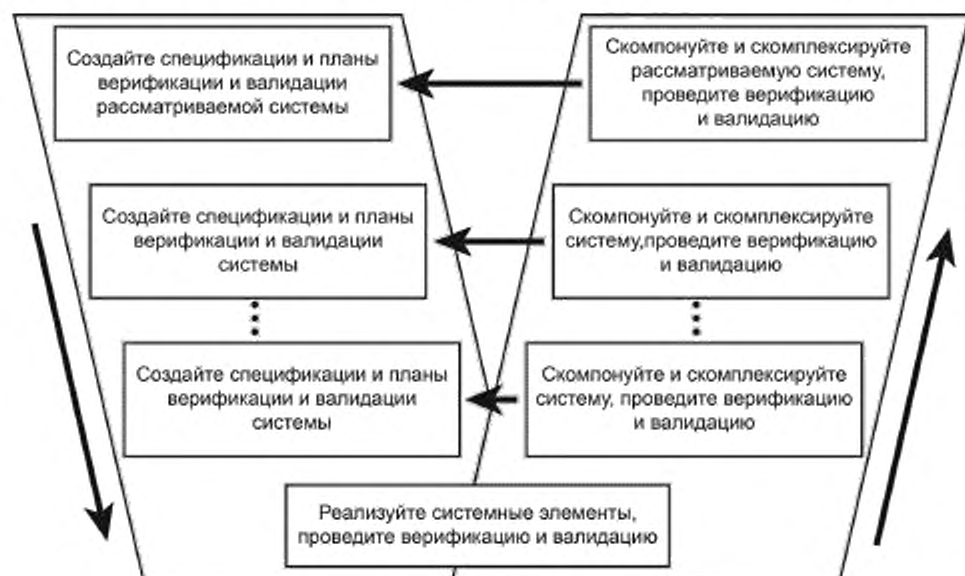 Создайте спецификации и планы
верификации и валидации
рассматриваемой системы
Скомпонуйте и скомплексируйте
рассматриваемую систему,
проведите верификацию
и валидацию
Создайте спецификации и планы
верификации и валидации
системы
Скомпонуйте и скомплексируйте
систему,проведите верификацию
и валидацию
Создайте спецификации и планы
верификации и валидации
системы
Скомпонуйте и скомплексируйте
систему, проведите верификацию
и валидацию
Реализуйте системные элементы,
проведите верификацию и валидацию